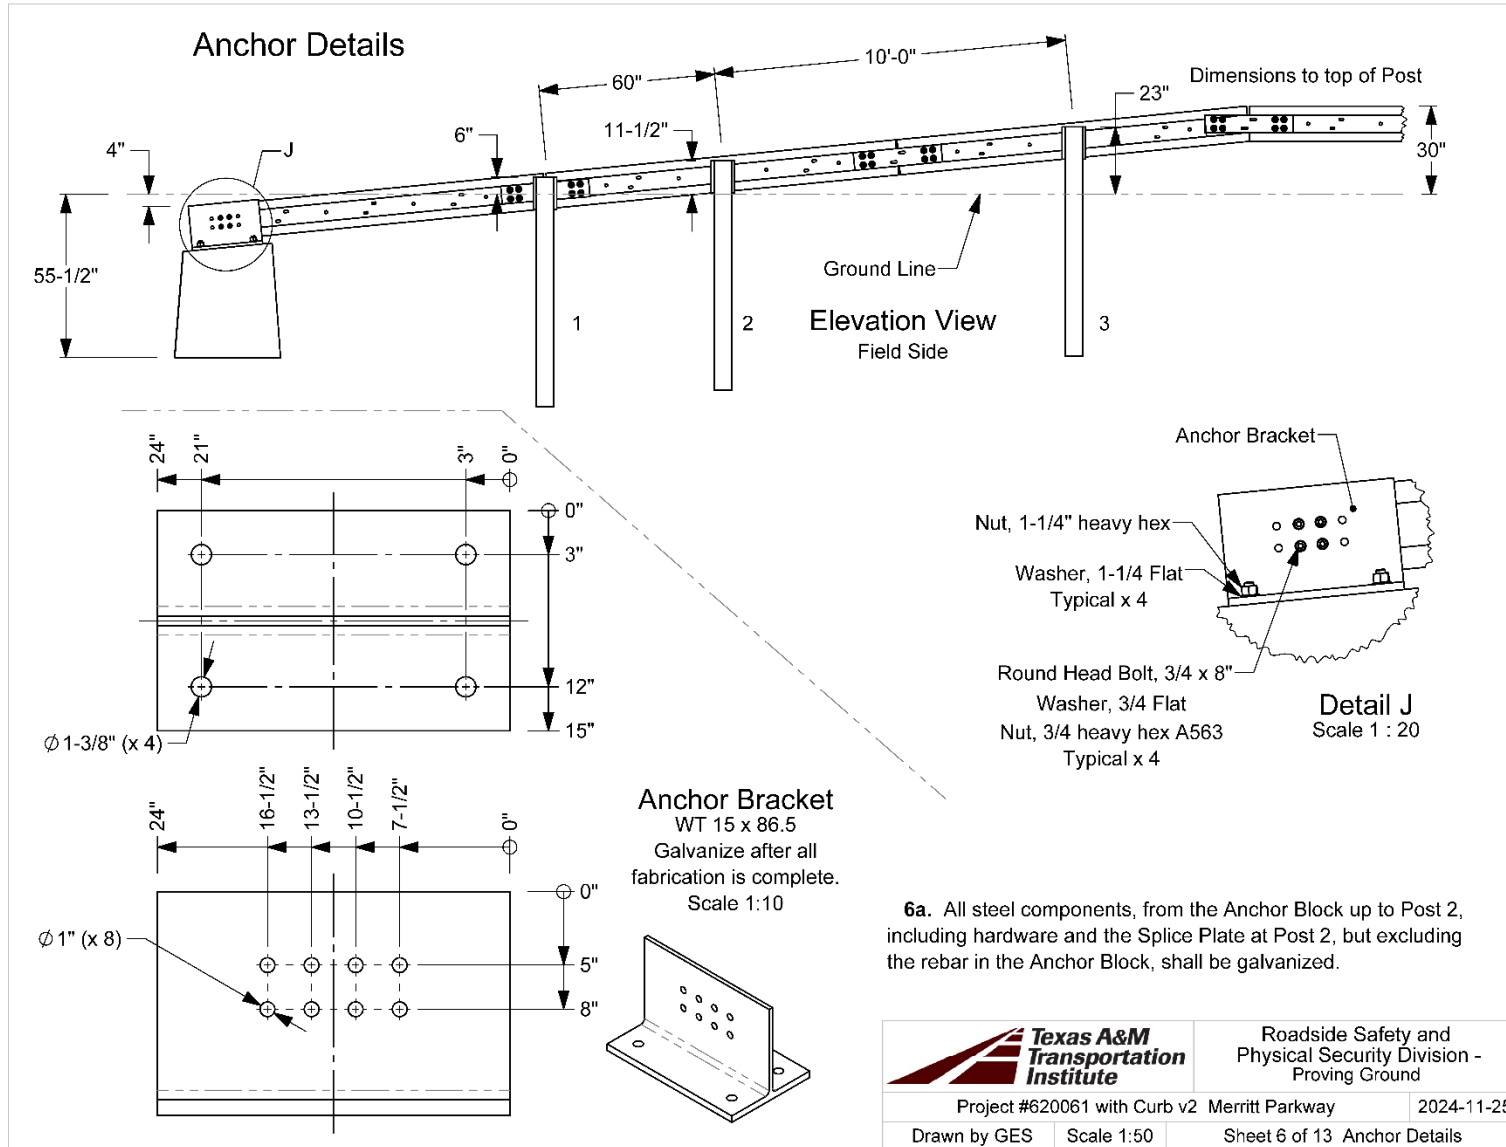 Anchor Details
10'-0"
60"
Dimensions to top of Post
23"
6"
11-1/2"
4"
J
30"
55-1/2"
Ground Line
1
2
Elevation View
3
Field Side
24"
21"
3"
0"
0"
3"
12"
15"
Ø 1-3/8" (x 4)
Anchor Bracket
Nut, 1-1/4" heavy hex
Washer, 1-1/4 Flat
Typical x 4
Round Head Bolt, 3/4 x 8"
Washer, 3/4 Flat
Nut, 3/4 heavy hex A563
Typical x 4
Detail J
Scale 1 : 20
24"
16-1/2"
13-1/2"
10-1/2"
7-1/2"
0"
0"
5"
8"
Ø 1" (x 8)
Anchor Bracket
WT 15 x 86.5
Galvanize after all
fabrication is complete.
Scale 1:10
6a. All steel components, from the Anchor Block up to Post 2,
including hardware and the Splice Plate at Post 2, but excluding
the rebar in the Anchor Block, shall be galvanized.
Texas A&M
Transportation
Institute
Roadside Safety and
Physical Security Division -
Proving Ground
Project #620061 with Curb v2 Merritt Parkway
2024-11-25
Drawn by GES
Scale 1:50
Sheet 6 of 13 Anchor Details